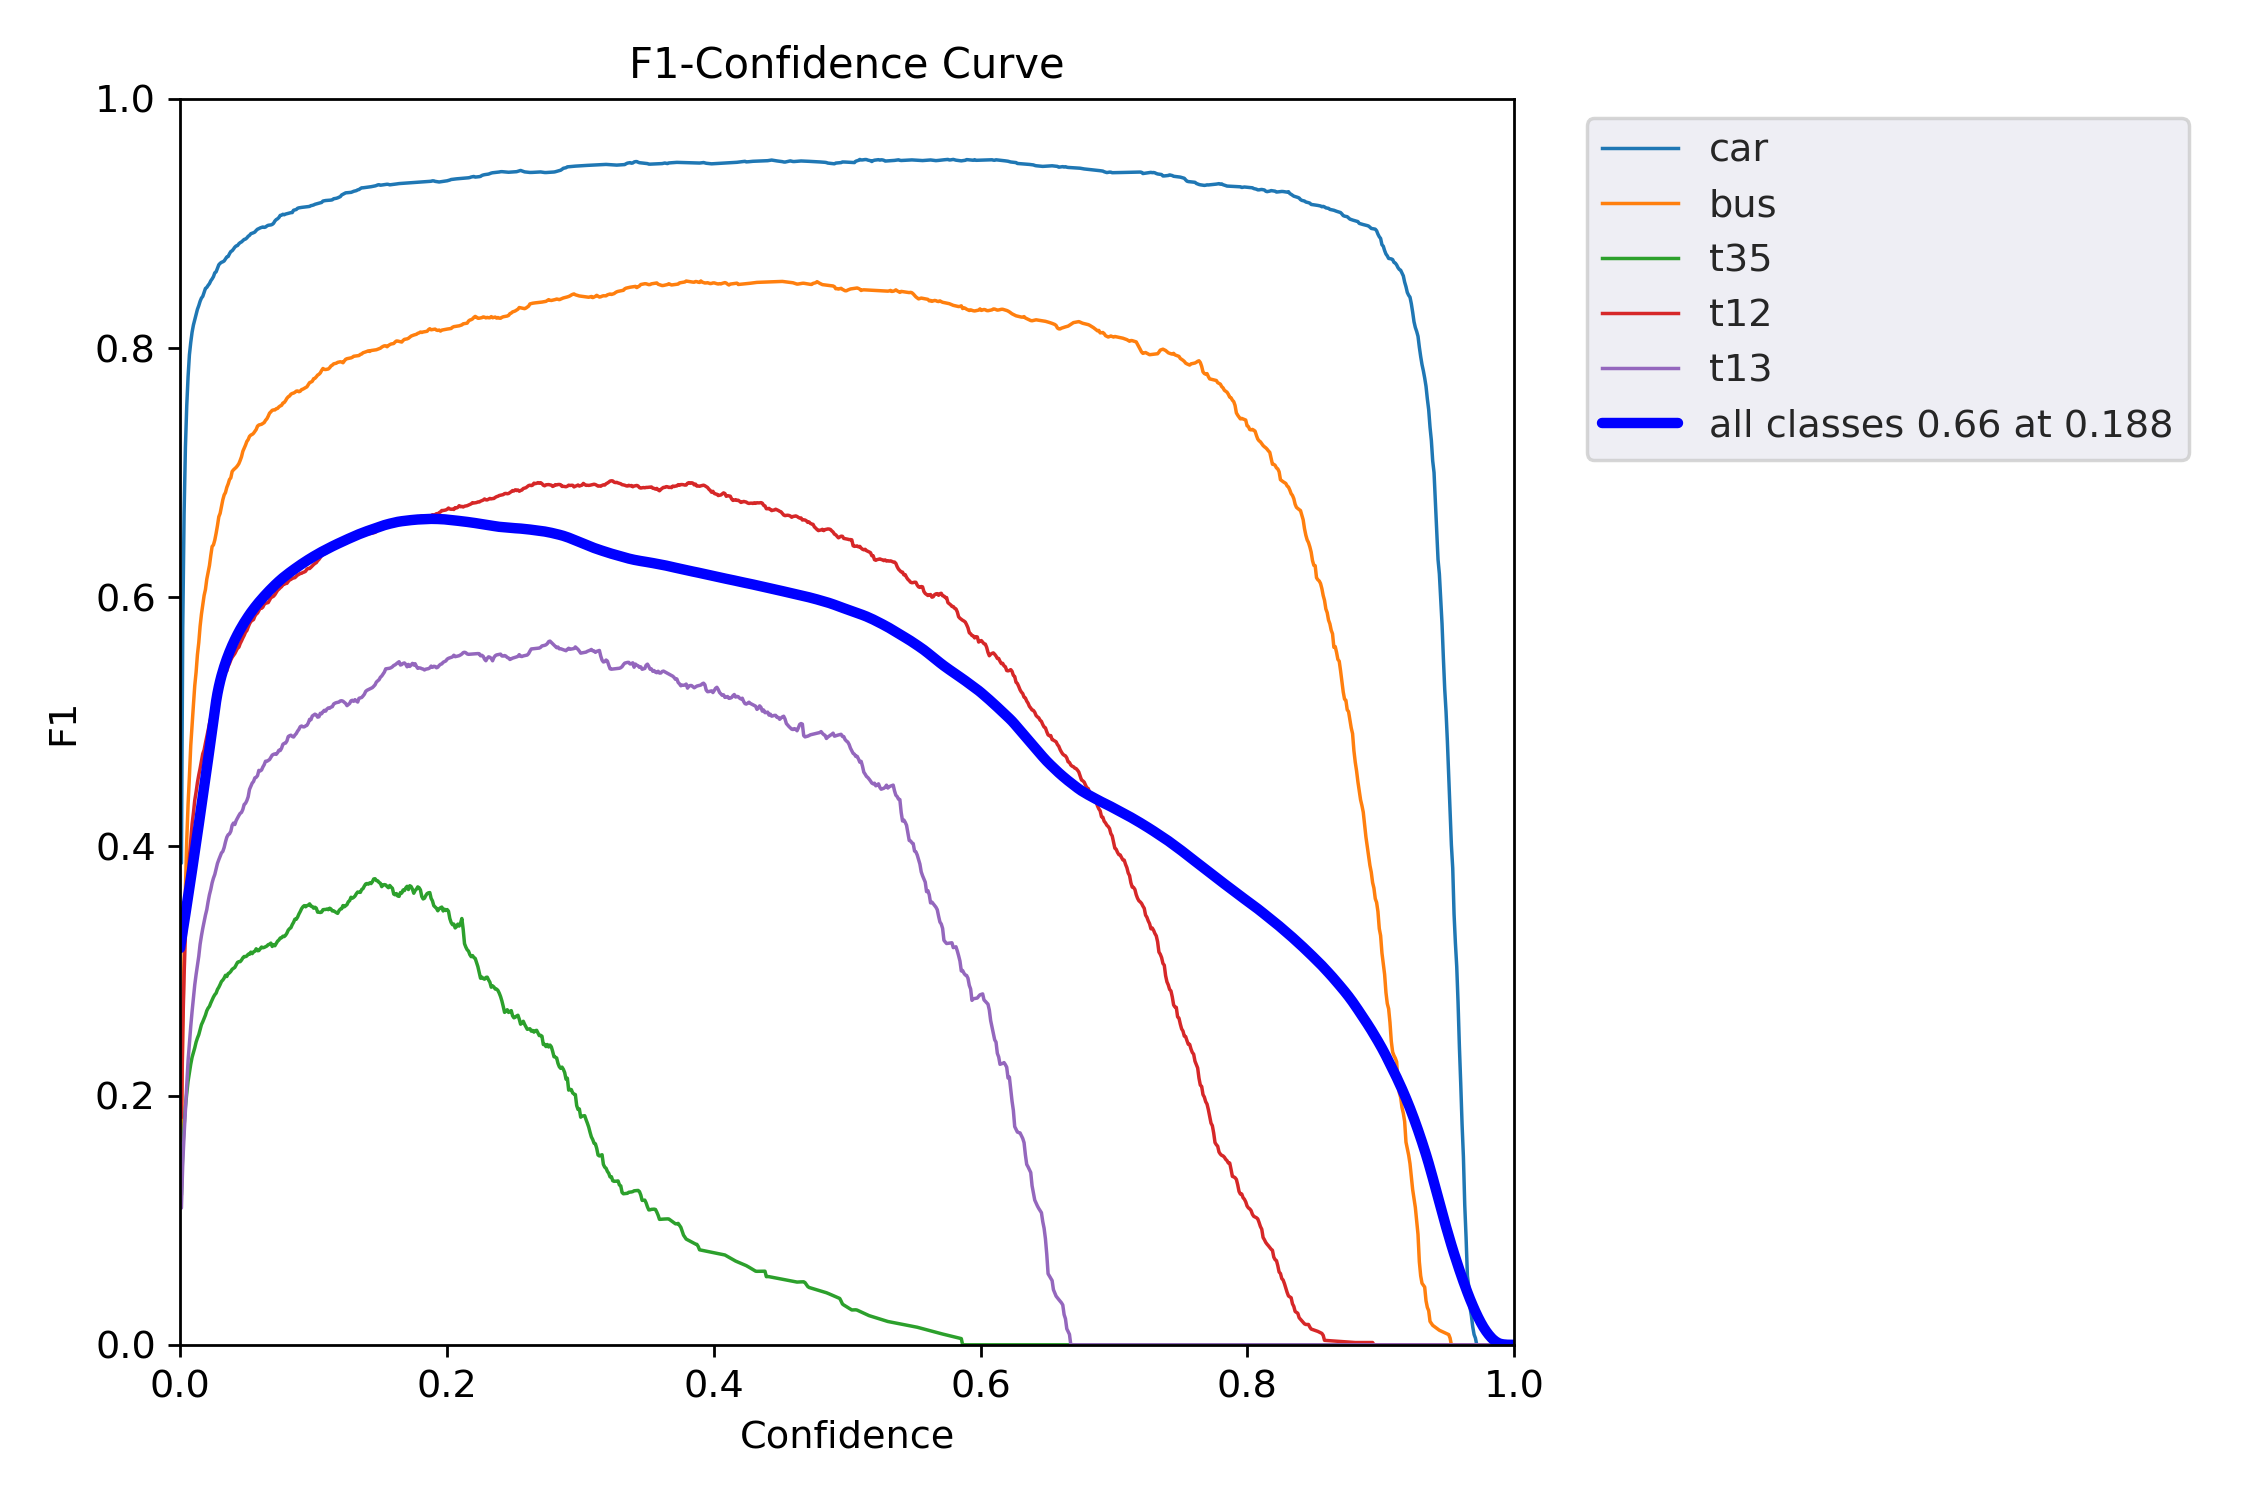 F1-Confidence Curve
1.0
0.8
0.6
0.4
0.2
0.0
F1
0.0 0.2 0.4 0.6 0.8 1.0
Confidence
car
bus
t35
t12
t13
all classes 0.66 at 0.188